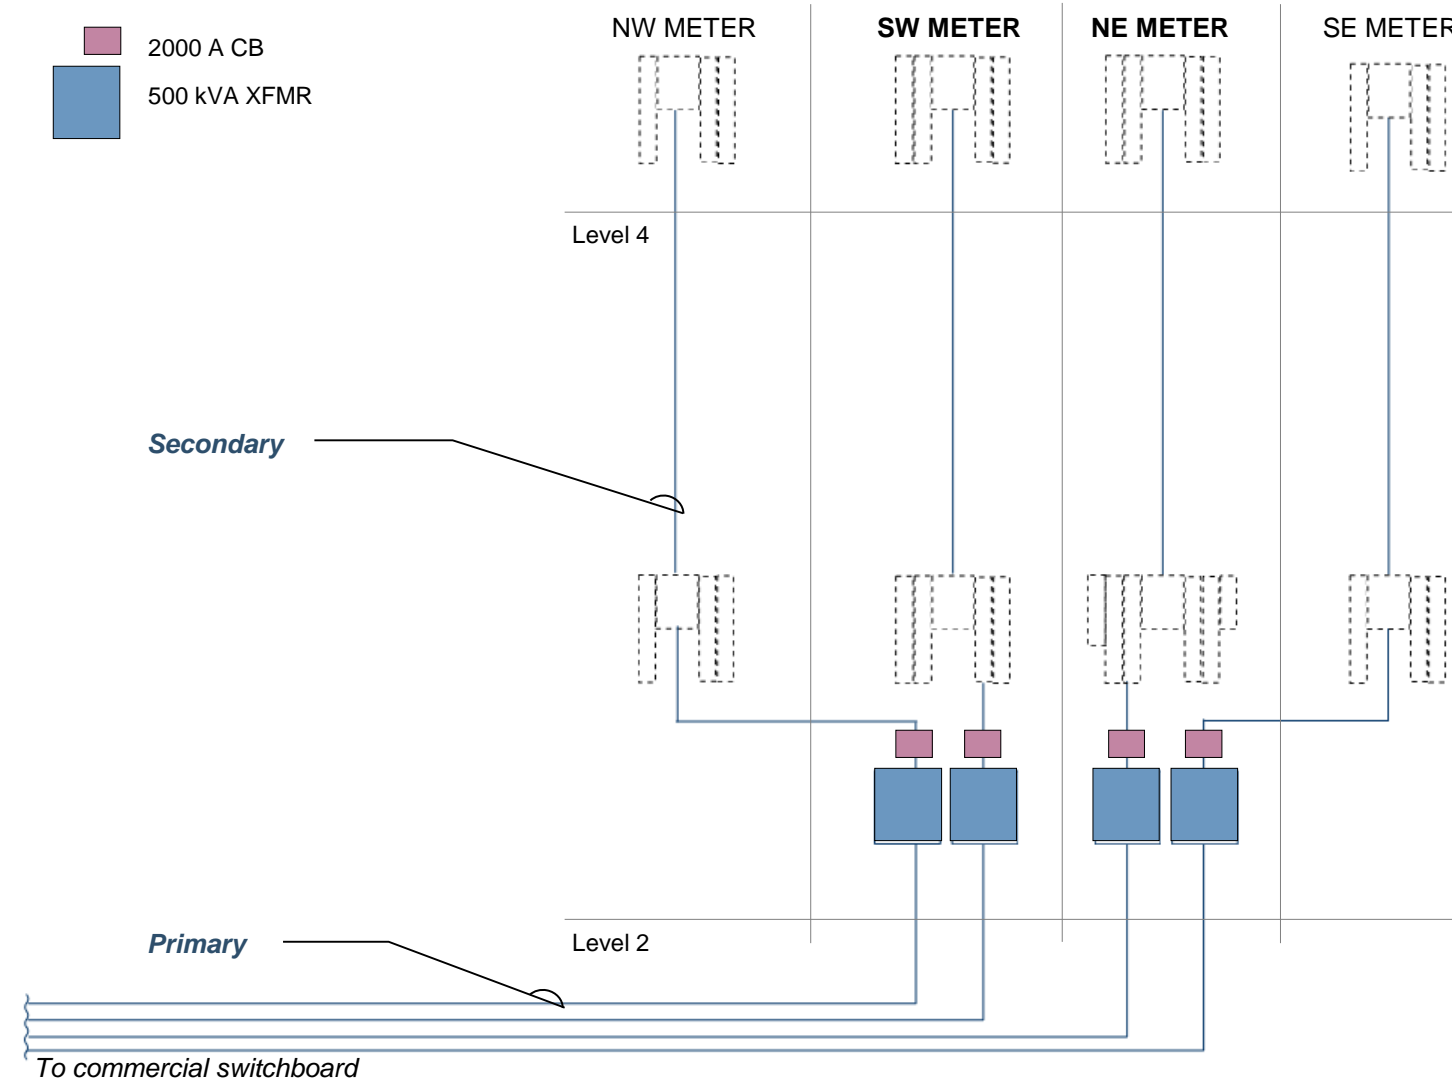 NW METER
SW METER
NE METER
SE METER
2000 A CB
500 kVA XFMR
Level 4
Secondary
Primary
Level 2
To commercial switchboard